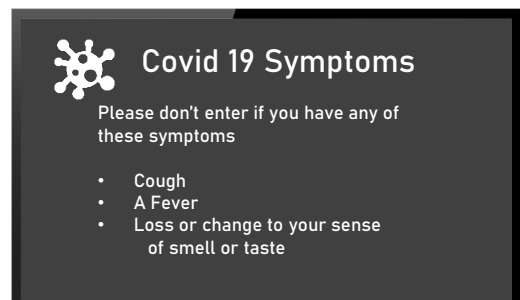 Covid 19 Symptoms
Please don't enter if you have any of
these symptoms
• Cough
• A Fever
• Loss or change to your sense
of smell or taste